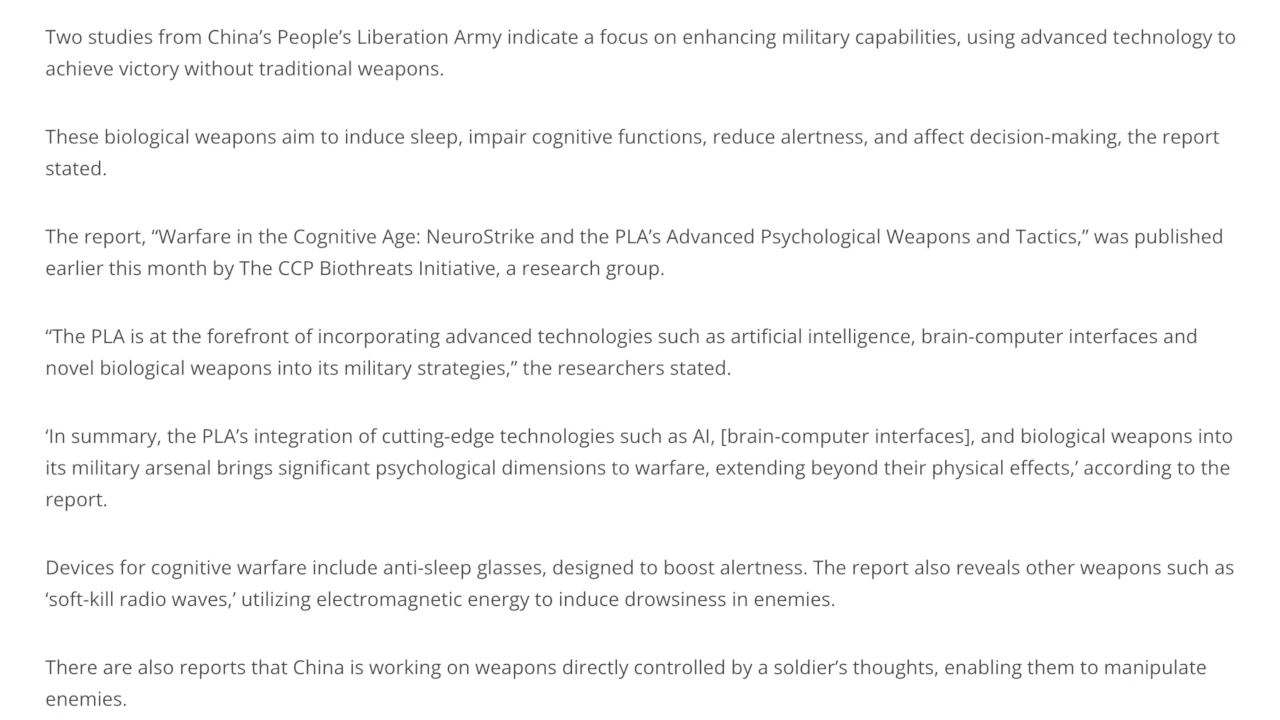 Two studies from China’s People’s Liberation Army indicate a focus on enhancing military capabilities, using advanced technology to
achieve victory without traditional weapons.
These biological weapons aim to induce sleep, impair cognitive functions, reduce alertness, and affect decision-making, the report
stated.
The report, “Warfare in the Cognitive Age: NeuroStrike and the PLA’s Advanced Psychological Weapons and Tactics,” was published
earlier this month by The CCP Biothreats Initiative, a research group.
“The PLA is at the forefront of incorporating advanced technologies such as artificial intelligence, brain-computer interfaces and
novel biological weapons into its military strategies,” the researchers stated.
‘In summary, the PLA’s integration of cutting-edge technologies such as AI, [brain-computer interfaces], and biological weapons into
its military arsenal brings significant psychological dimensions to warfare, extending beyond their physical effects,’ according to the
report.
Devices for cognitive warfare include anti-sleep glasses, designed to boost alertness. The report also reveals other weapons such as
‘soft-kill radio waves,’ utilizing electromagnetic energy to induce drowsiness in enemies.
There are also reports that China is working on weapons directly controlled by a soldier’s thoughts, enabling them to manipulate
enemies.